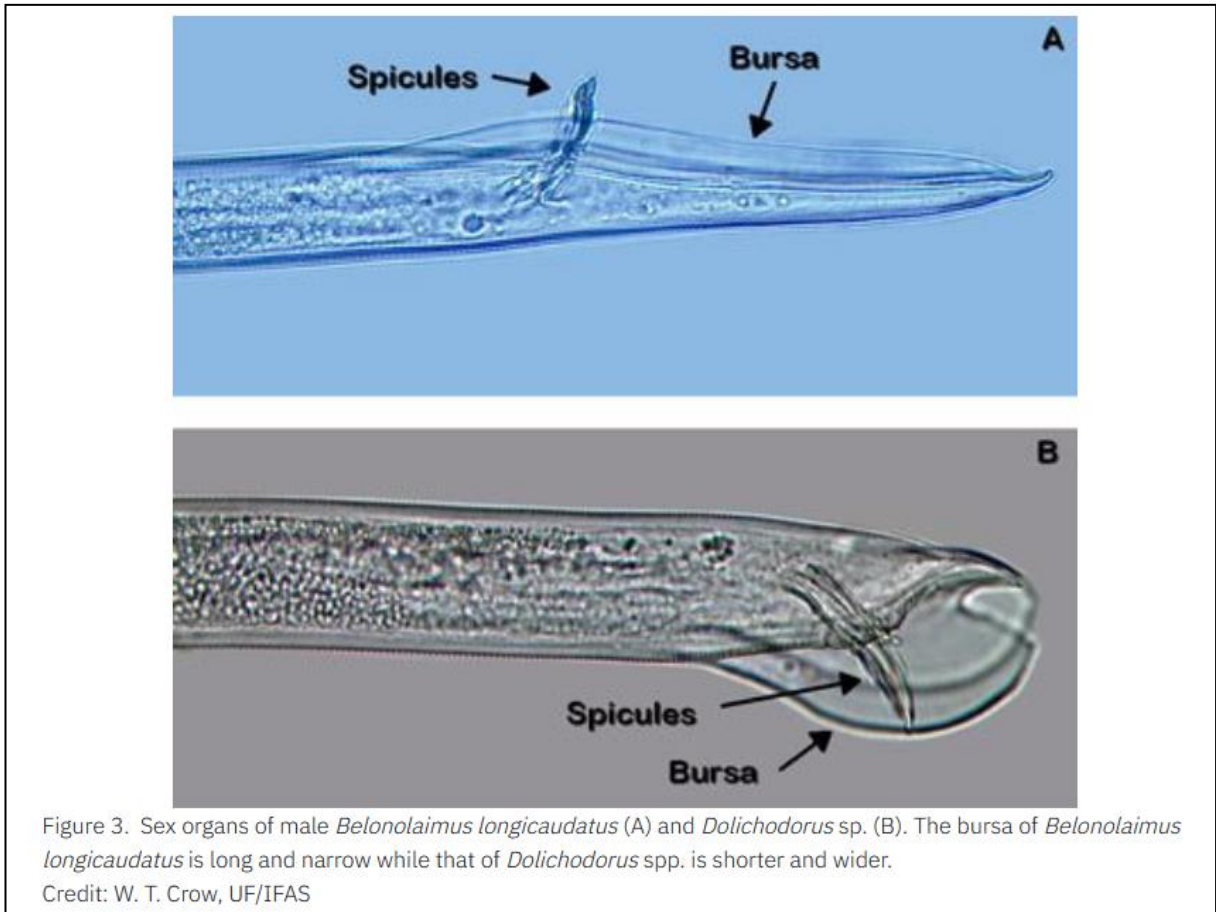 A
Spicules
Bursa
B
Spicules
Bursa
Figure 3. Sex organs of male Belonolaimus longicaudatus (A) and Dolichodorus sp. (B). The bursa of Belonolaimus
longicaudatus is long and narrow while that of Dolichodorus spp. is shorter and wider.
Credit: W. T. Crow, UF/IFAS